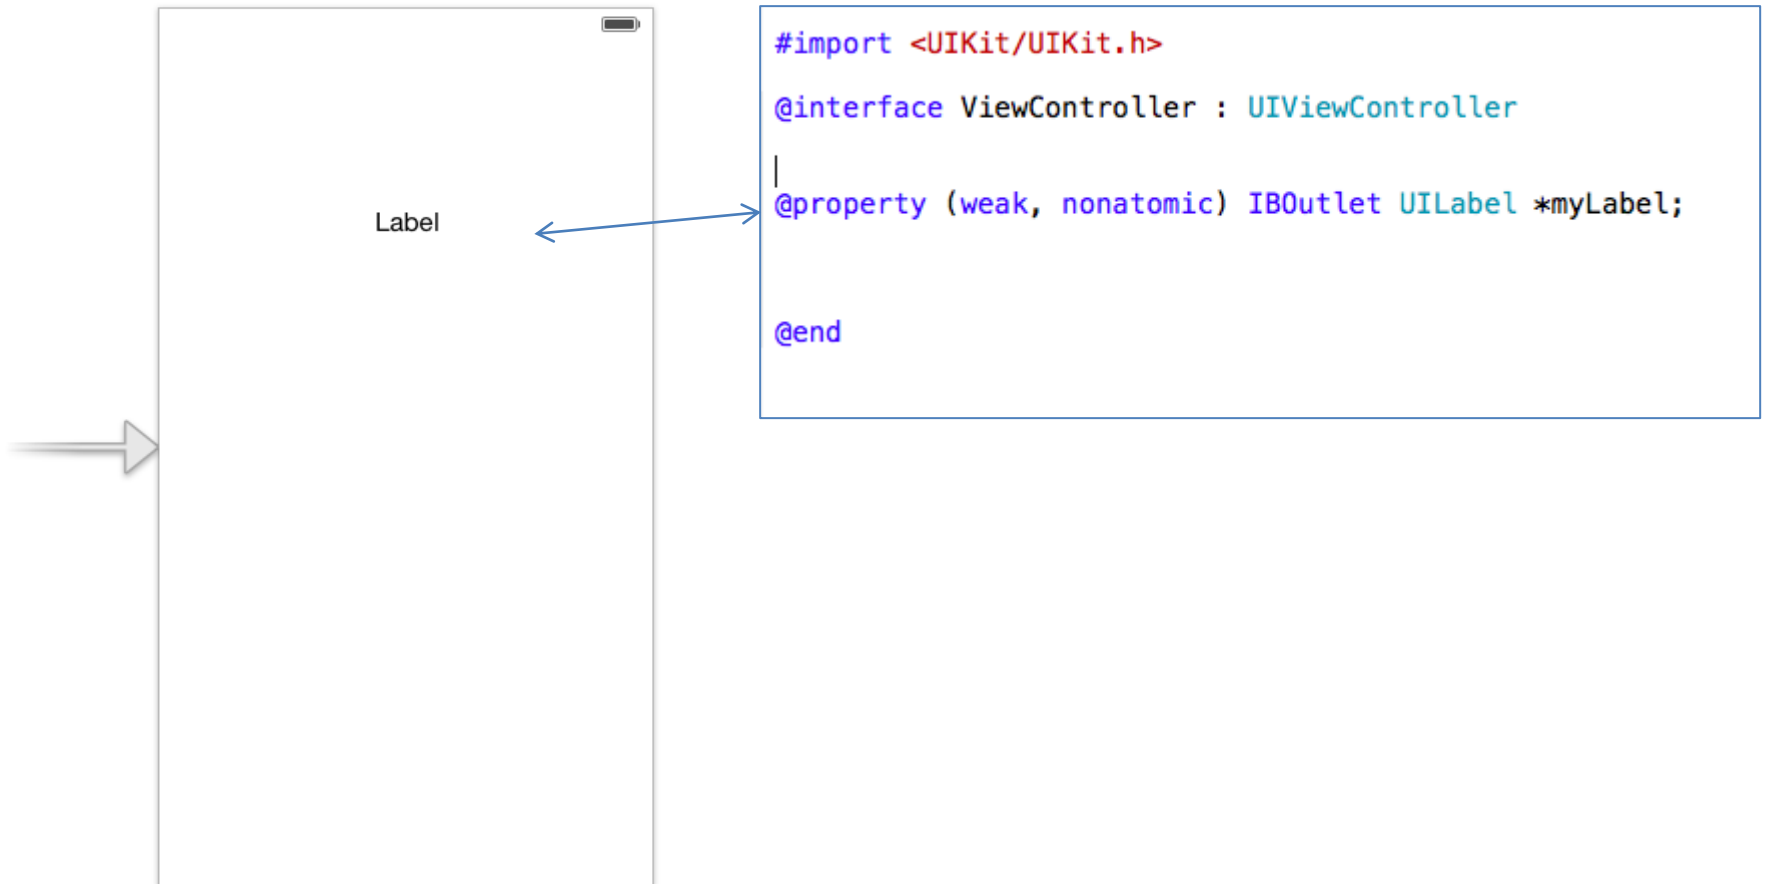 Label
#import <UIKit/UIKit.h>
@interface ViewController : UIViewController
@property (weak, nonatomic) IBOutlet UILabel *myLabel;
@end